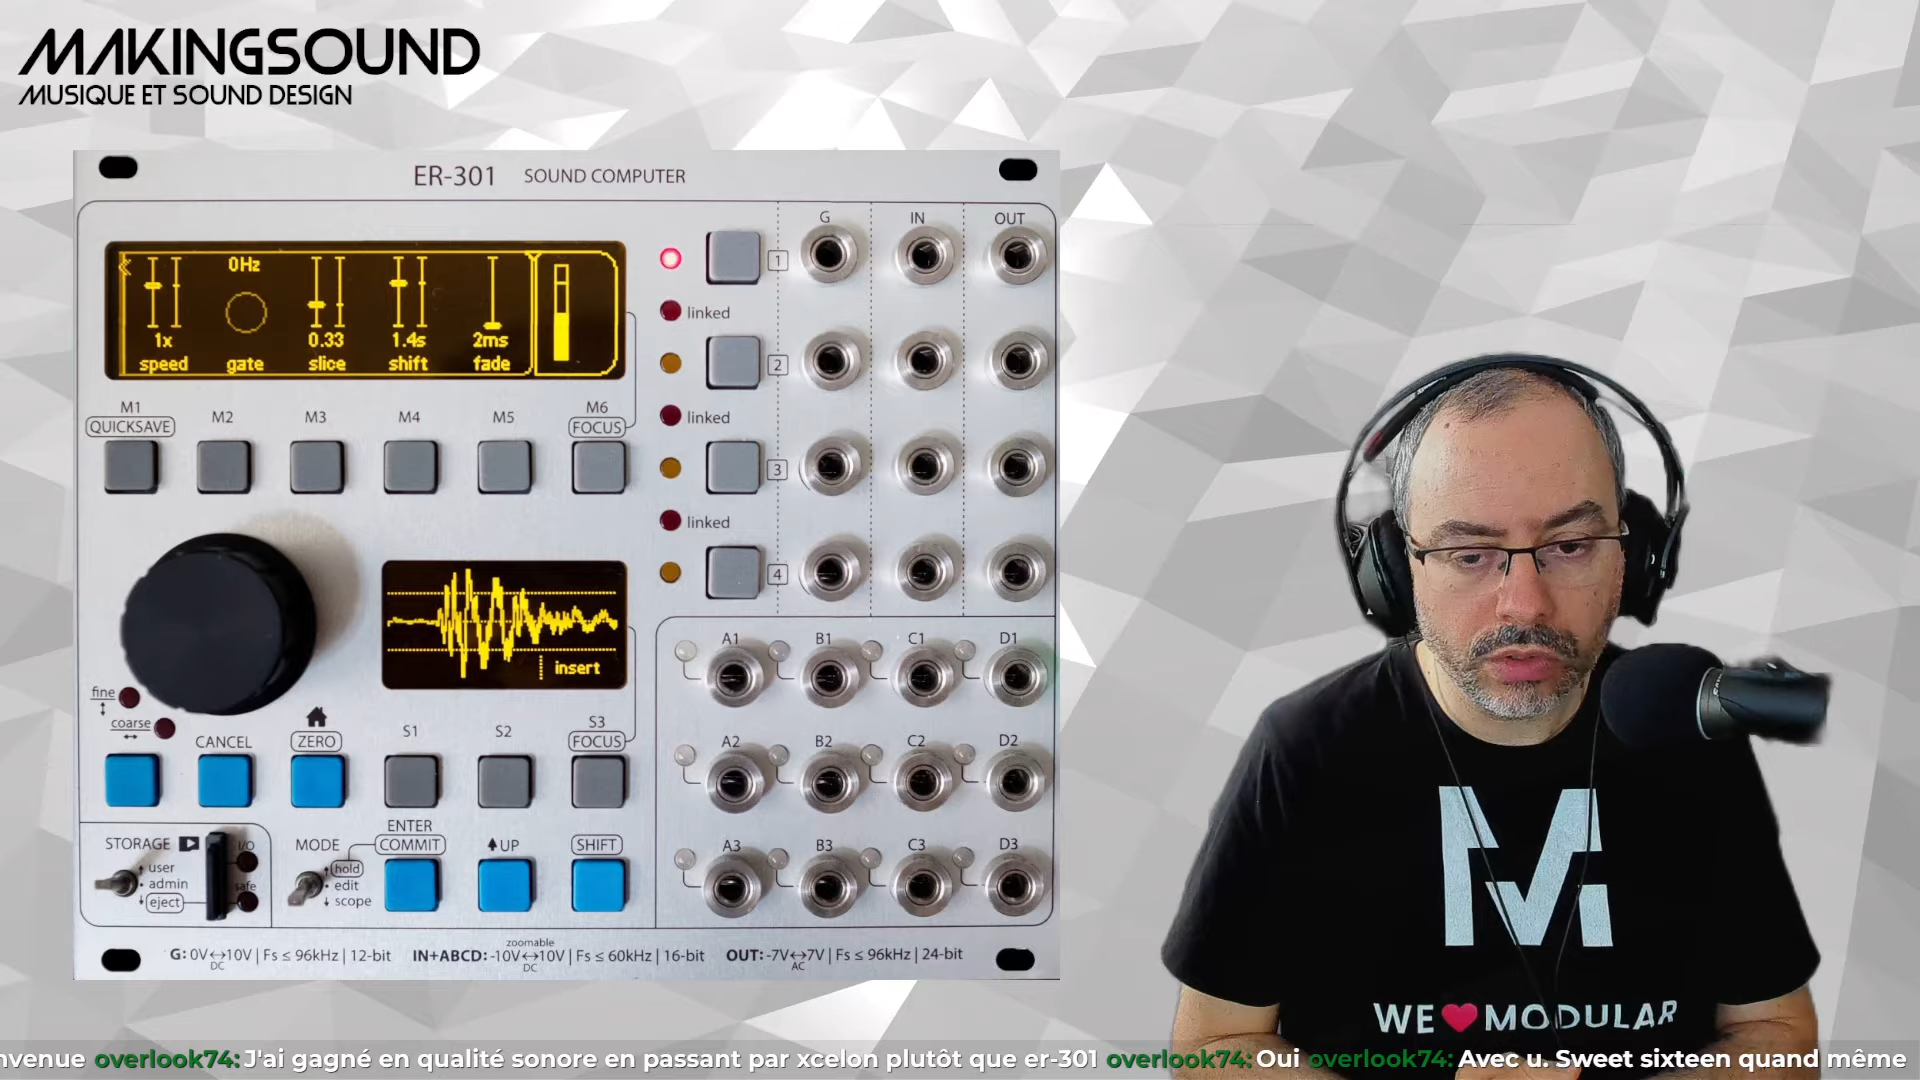 MAKINGSOUND
MUSIQUE ET SOUND DESIGN
ER-301 SOUND COMPUTER
G IN OUT
0Hz
1x 0.33 1.4s 2ms
speed gate slice shift fade
1
linked
2
linked
3
linked
4
M1 M2 M3 M4 M5 M6
QUICKSAVE FOCUS
insert
fine
coarse
CANCEL ZERO S1 S2 S3
FOCUS
A1 B1 C1 D1
A2 B2 C2 D2
A3 B3 C3 D3
STORAGE I/O
user
admin
eject
safe
MODE
hold
edit
scope
ENTER
COMMIT
UP
SHIFT
G: 0V↔10V | Fs ≤ 96kHz | 12-bit IN+ABCD: -10V↔10V | Fs ≤ 60kHz | 16-bit OUT: -7V↔7V | Fs ≤ 96kHz | 24-bit
DC zoomable DC AC
WE MODULAR
nvenue overlook74: J'ai gagné en qualité sonore en passant par xcelon plutôt que er-301 overlook74: Oui overlook74: Avec u. Sweet sixteen quand même